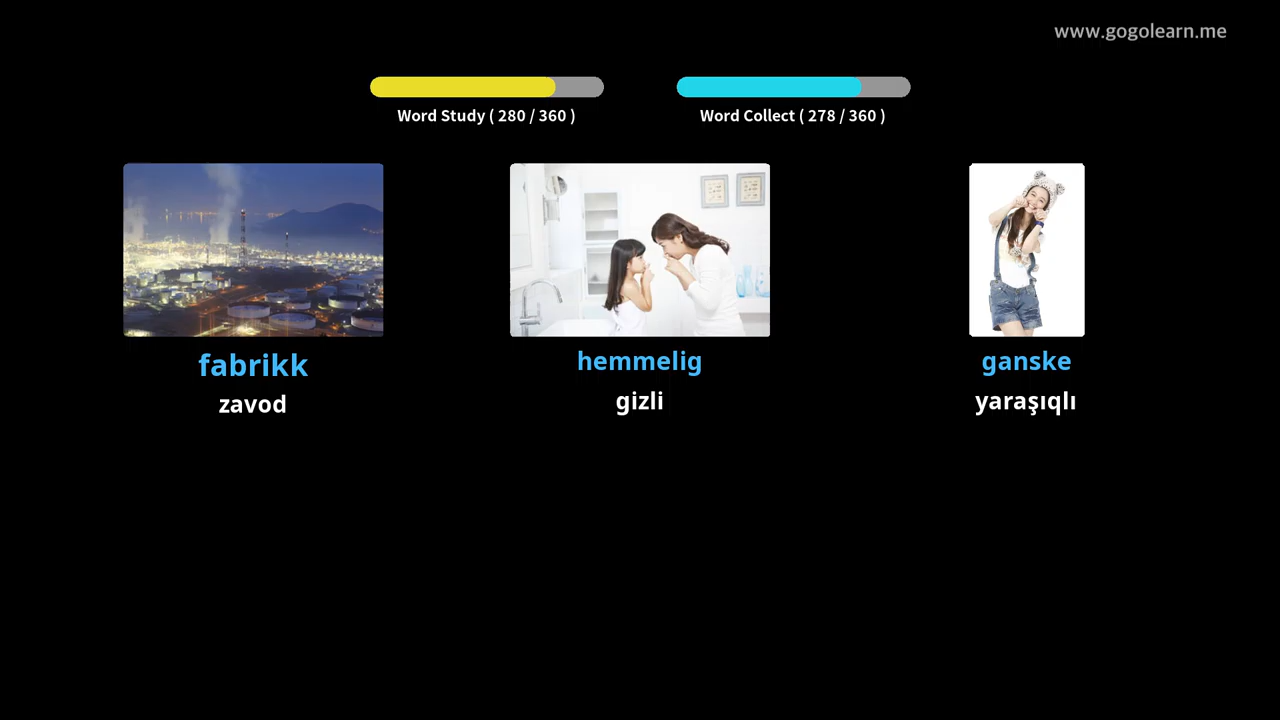 www.gogolearn.me
Word Study ( 280 / 360 )
Word Collect ( 278 / 360 )
fabrikk
hemmelig
ganske
zavod
gizli
yaraşıqlı